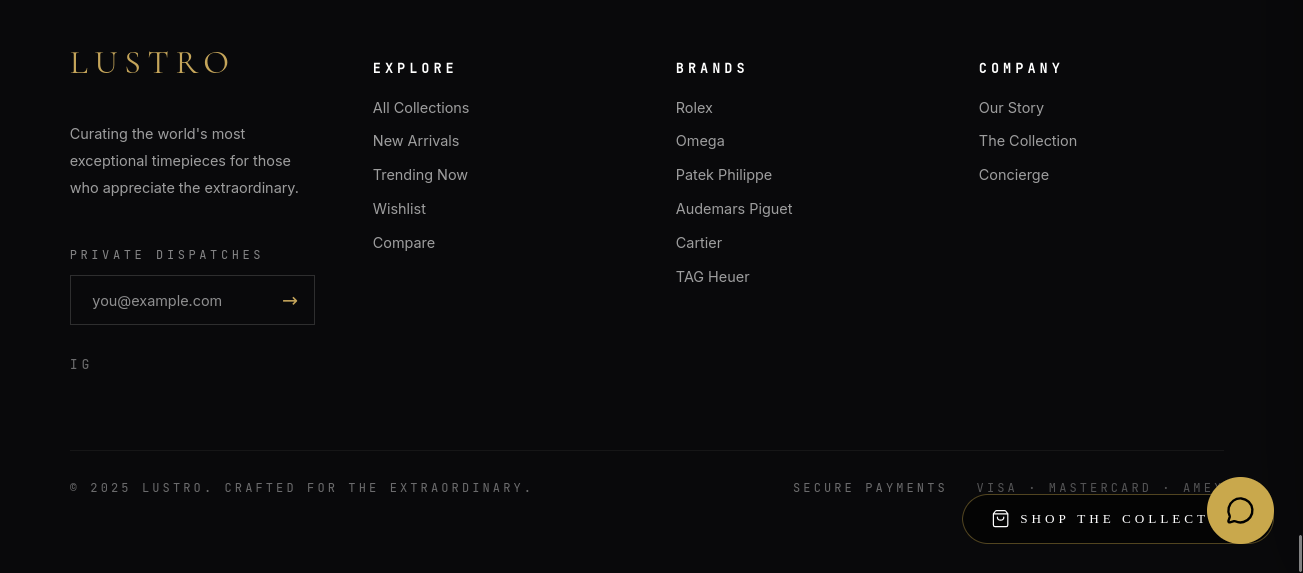 LUSTRO
Curating the world's most
exceptional timepieces for those
who appreciate the extraordinary.
PRIVATE DISPATCHES
you@example.com →
IG
EXPLORE
All Collections
New Arrivals
Trending Now
Wishlist
Compare
BRANDS
Rolex
Omega
Patek Philippe
Audemars Piguet
Cartier
TAG Heuer
COMPANY
Our Story
The Collection
Concierge
© 2025 LUSTRO. CRAFTED FOR THE EXTRAORDINARY.
SECURE PAYMENTS VISA · MASTERCARD · AMEX
SHOP THE COLLECT